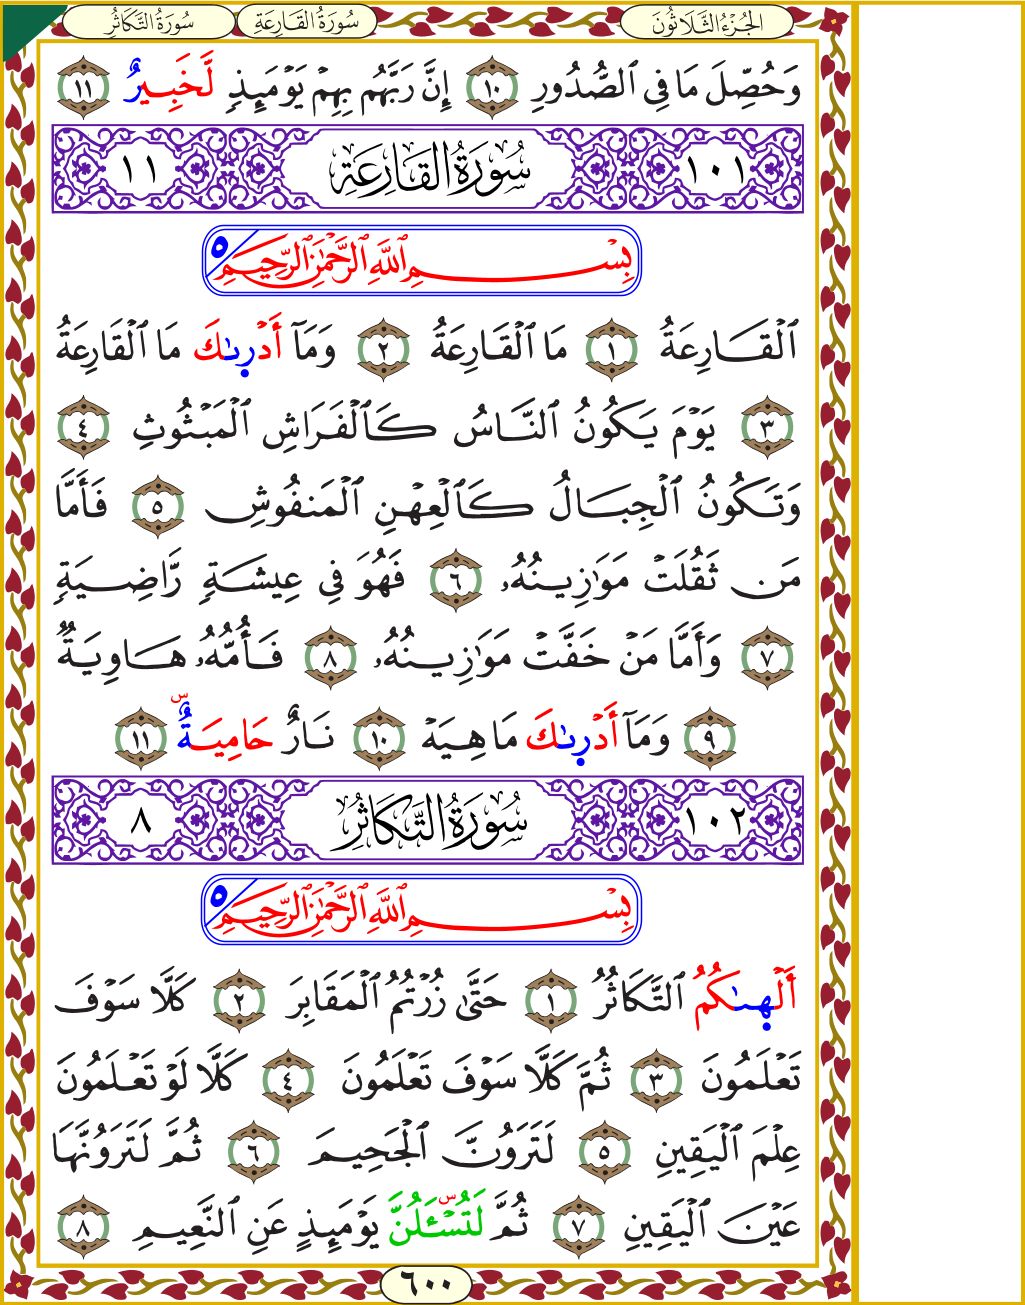 الجُزْءُ الثَّلَاثُونَ سُورَةُ القَارِعَةِ سُورَةُ التَّكَاثُرِ
وَحُصِّلَ مَا فِي ٱلصُّدُورِ ١٠ إِنَّ رَبَّهُم بِهِمْ يَوْمَئِذٍ لَّخَبِيرٌ ١١
١٠١ سُورَةُ القَارِعَة ١١
بِسْمِ ٱللَّهِ ٱلرَّحْمَٰنِ ٱلرَّحِيمِ ٥
ٱلْقَارِعَةُ ١ مَا ٱلْقَارِعَةُ ٢ وَمَآ أَدْرىٰكَ مَا ٱلْقَارِعَةُ
٣ يَوْمَ يَكُونُ ٱلنَّاسُ كَٱلْفَرَاشِ ٱلْمَبْثُوثِ ٤
وَتَكُونُ ٱلْجِبَالُ كَٱلْعِهْنِ ٱلْمَنفُوشِ ٥ فَأَمَّا
مَن ثَقُلَتْ مَوَٰزِينُهُۥ ٦ فَهُوَ فِي عِيشَةٍ رَّاضِيَةٍ
٧ وَأَمَّا مَنْ خَفَّتْ مَوَٰزِينُهُۥ ٨ فَأُمُّهُۥ هَاوِيَةٌ
٩ وَمَآ أَدْرىٰكَ مَا هِيَهْ ١٠ نَارٌ حَامِيَةٌۢ س ١١
١٠٢ سُورَةُ التَّكَاثُر ٨
بِسْمِ ٱللَّهِ ٱلرَّحْمَٰنِ ٱلرَّحِيمِ ٥
أَلْهىٰكُمُ ٱلتَّكَاثُرُ ١ حَتَّىٰ زُرْتُمُ ٱلْمَقَابِرَ ٢ كَلَّا سَوْفَ
تَعْلَمُونَ ٣ ثُمَّ كَلَّا سَوْفَ تَعْلَمُونَ ٤ كَلَّا لَوْ تَعْلَمُونَ
عِلْمَ ٱلْيَقِينِ ٥ لَتَرَوُنَّ ٱلْجَحِيمَ ٦ ثُمَّ لَتَرَوُنَّهَا
عَيْنَ ٱلْيَقِينِ ٧ ثُمَّ لَتُسْـَٔلُنَّ يَوْمَئِذٍ عَنِ ٱلنَّعِيمِ ٨
٦٠٠